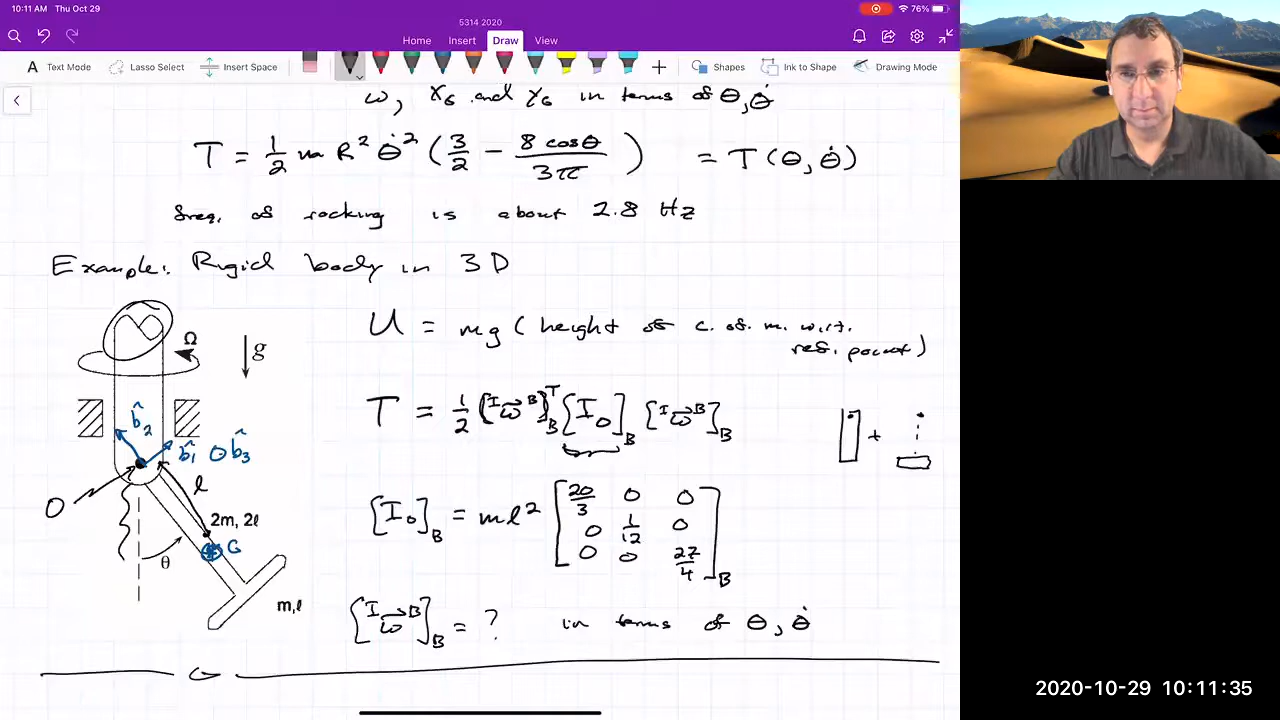 10:11 AM Thu Oct 29
76%
5314 2020
Home Insert Draw View
Text Mode Lasso Select Insert Space Shapes Ink to Shape Drawing Mode
ω, x_G and y_G in terms of θ, θ̇
T = 1/2 m R² θ̇² (3/2 − 8 cosθ / 3π) = T(θ, θ̇)
freq. of rocking is about 2.8 Hz
Example: Rigid body in 3D
U = mg (height of c. of m. w.r.t. ref. point)
Ω
g
T = 1/2 [ᴵω⃗ᴮ]ᵀ_B [I_O]_B [ᴵω⃗ᴮ]_B
+
b̂₂
b̂₁ b̂₃
O
l
2m, 2l
G
θ
m,l
[I_O]_B = ml² [20/3 0 0
0 1/12 0
0 0 27/4]_B
[ᴵω⃗ᴮ]_B = ? in terms of θ, θ̇
2020-10-29 10:11:35